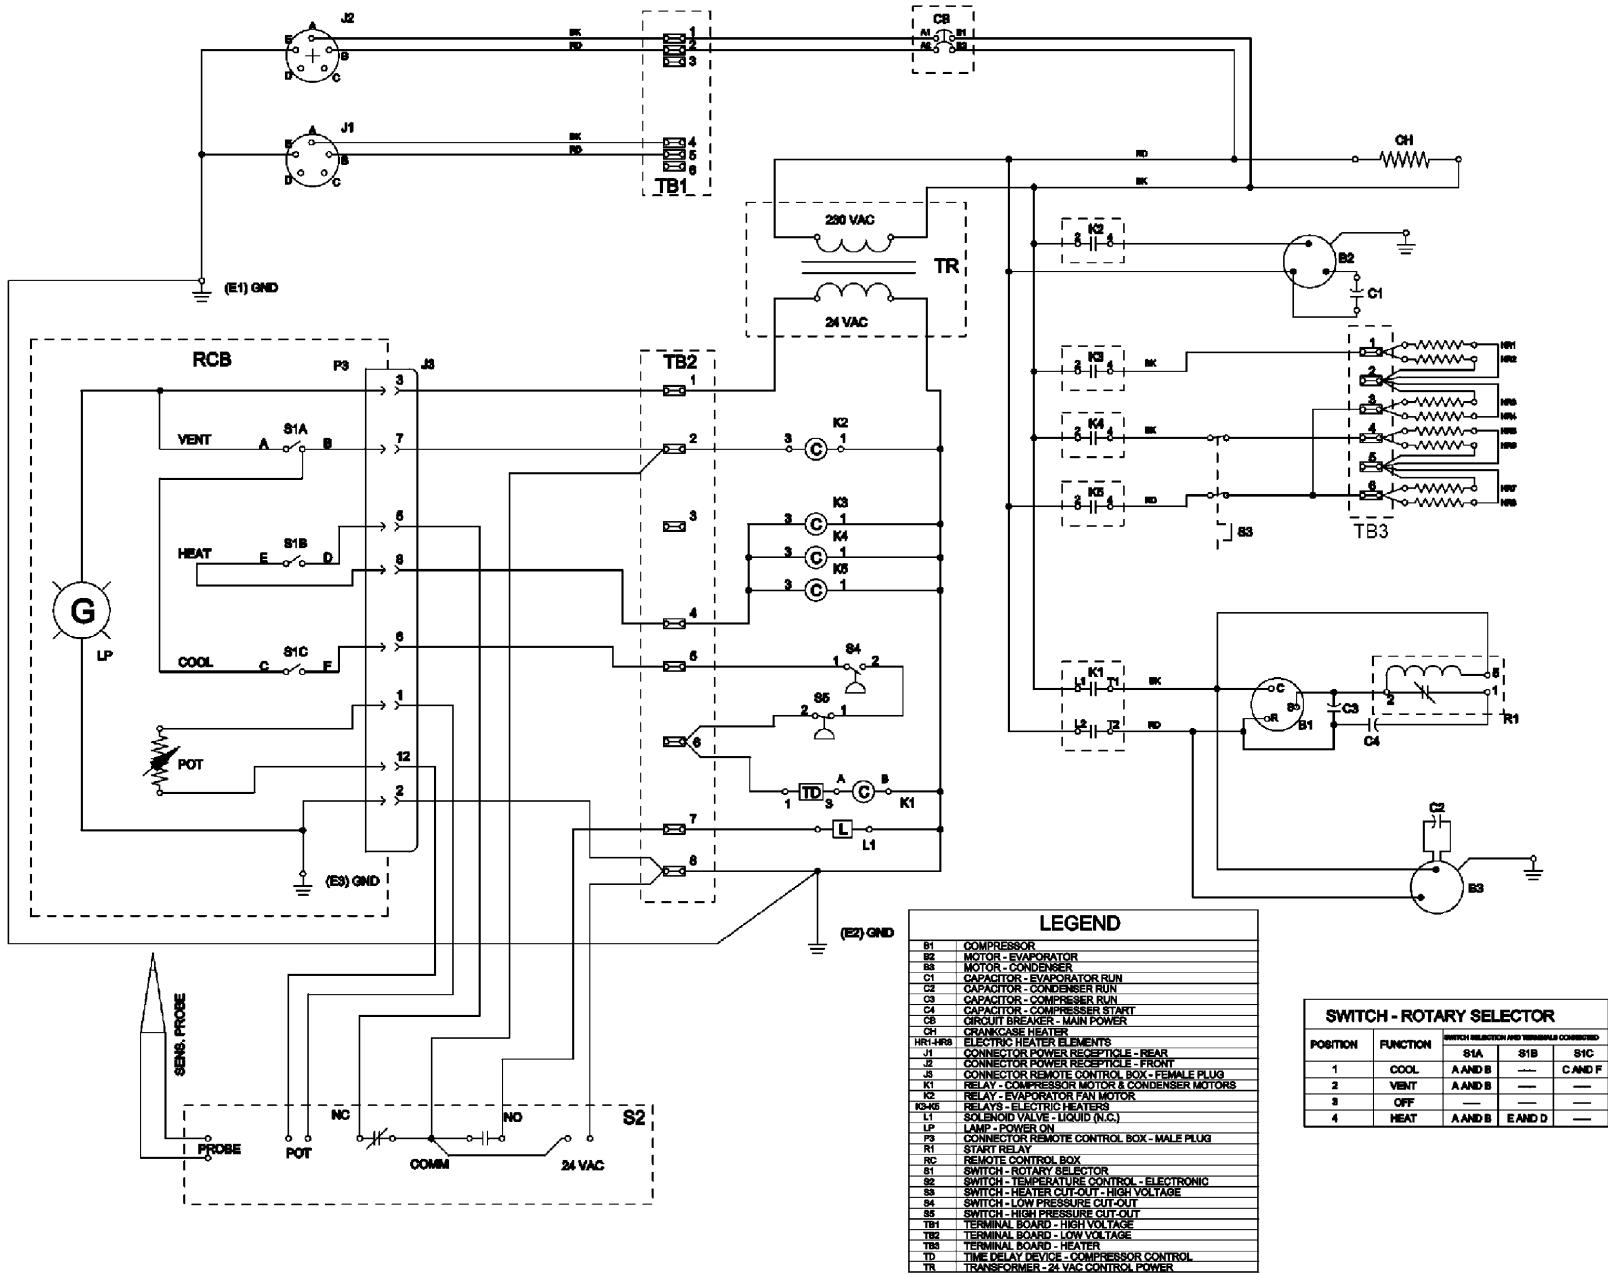 J2
A
E
B
D
C
BK
RD
1
2
3
CB
A1
B1
A2
B2
J1
A
E
B
D
C
BK
RD
4
5
6
TB1
RD
BK
CH
230 VAC
TR
24 VAC
(E1) GND
K2
3 4
B2
C1
RCB
P3
J3
TB2
3
1
VENT
A
S1A
B
7
2
K2
3
C
1
5
3
HEAT
E
S1B
D
8
4
K3
3
C
1
K4
3
C
1
K5
3
C
1
G
LP
COOL
C
S1C
F
6
5
1
S4
2
2
S5
1
6
1
POT
12
2
1
TD
3
A
C
B
K1
7
L
L1
8
(E3) GND
(E2) GND
K3
4
BK
K4
4
BK
K5
4
RD
S3
1
2
3
4
5
6
TB3
HR1
HR2
HR3
HR4
HR5
HR6
HR7
HR8
K1
L1
T1
BK
L2
T2
RD
C
S
R
B1
C3
C4
2
5
1
R1
C2
B3
SENS. PROBE
PROBE
POT
NC
COMM
NO
24 VAC
S2
LEGEND
B1 COMPRESSOR
B2 MOTOR - EVAPORATOR
B3 MOTOR - CONDENSER
C1 CAPACITOR - EVAPORATOR RUN
C2 CAPACITOR - CONDENSER RUN
C3 CAPACITOR - COMPRESER RUN
C4 CAPACITOR - COMPRESSER START
CB CIRCUIT BREAKER - MAIN POWER
CH CRANKCASE HEATER
HR1-HR8 ELECTRIC HEATER ELEMENTS
J1 CONNECTOR POWER RECEPTICLE - REAR
J2 CONNECTOR POWER RECEPTICLE - FRONT
J3 CONNECTOR REMOTE CONTROL BOX - FEMALE PLUG
K1 RELAY - COMPRESSOR MOTOR & CONDENSER MOTORS
K2 RELAY - EVAPORATOR FAN MOTOR
K3-K5 RELAYS - ELECTRIC HEATERS
L1 SOLENOID VALVE - LIQUID (N.C.)
LP LAMP - POWER ON
P3 CONNECTOR REMOTE CONTROL BOX - MALE PLUG
R1 START RELAY
RC REMOTE CONTROL BOX
S1 SWITCH - ROTARY SELECTOR
S2 SWITCH - TEMPERATURE CONTROL - ELECTRONIC
S3 SWITCH - HEATER CUT-OUT - HIGH VOLTAGE
S4 SWITCH - LOW PRESSURE CUT-OUT
S5 SWITCH - HIGH PRESSURE CUT-OUT
TB1 TERMINAL BOARD - HIGH VOLTAGE
TB2 TERMINAL BOARD - LOW VOLTAGE
TB3 TERMINAL BOARD - HEATER
TD TIME DELAY DEVICE - COMPRESSOR CONTROL
TR TRANSFORMER - 24 VAC CONTROL POWER
SWITCH - ROTARY SELECTOR
POSITION FUNCTION SWITCH SELECTION AND TERMINALS CONNECTED
S1A S1B S1C
1 COOL A AND B — C AND F
2 VENT A AND B — —
3 OFF — — —
4 HEAT A AND B E AND D —